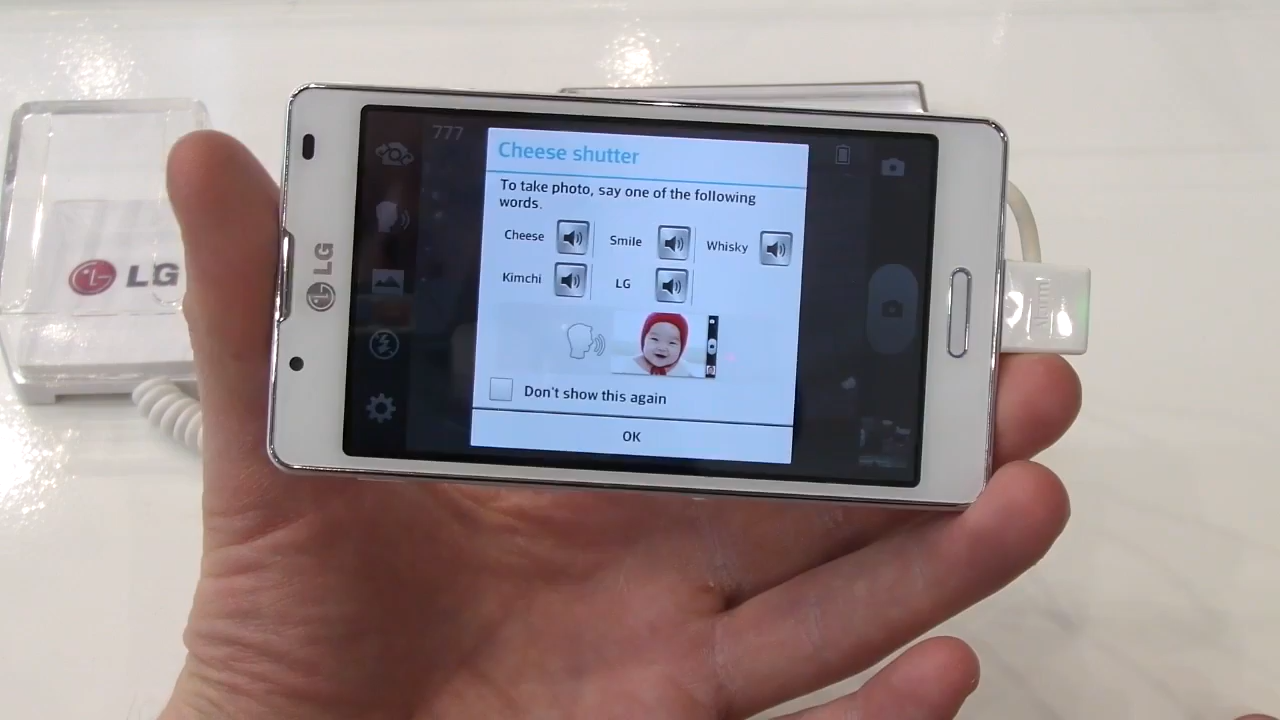 777
Cheese shutter
To take photo, say one of the following
words.
Cheese Smile Whisky
Kimchi LG
Don't show this again
OK
LG
LG
Alarm!